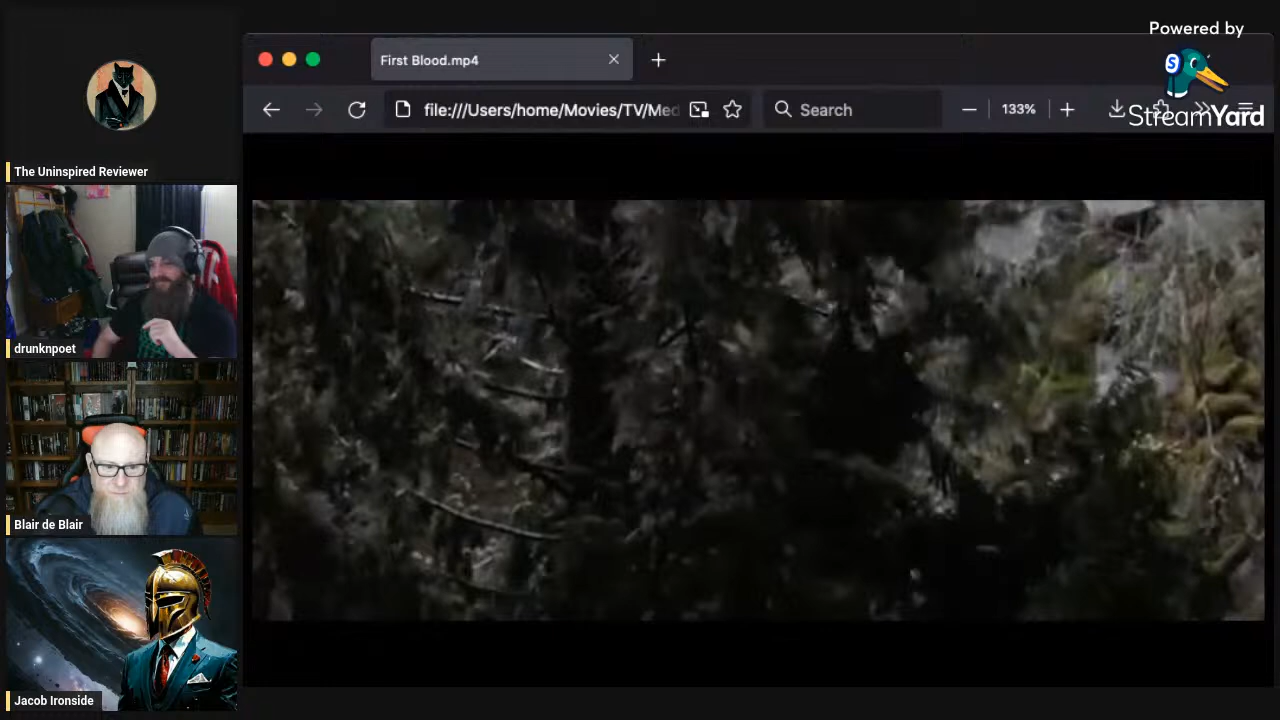 Powered by
StreamYard
First Blood.mp4
file:///Users/home/Movies/TV/Med
Search
133%
The Uninspired Reviewer
drunknpoet
Blair de Blair
Jacob Ironside